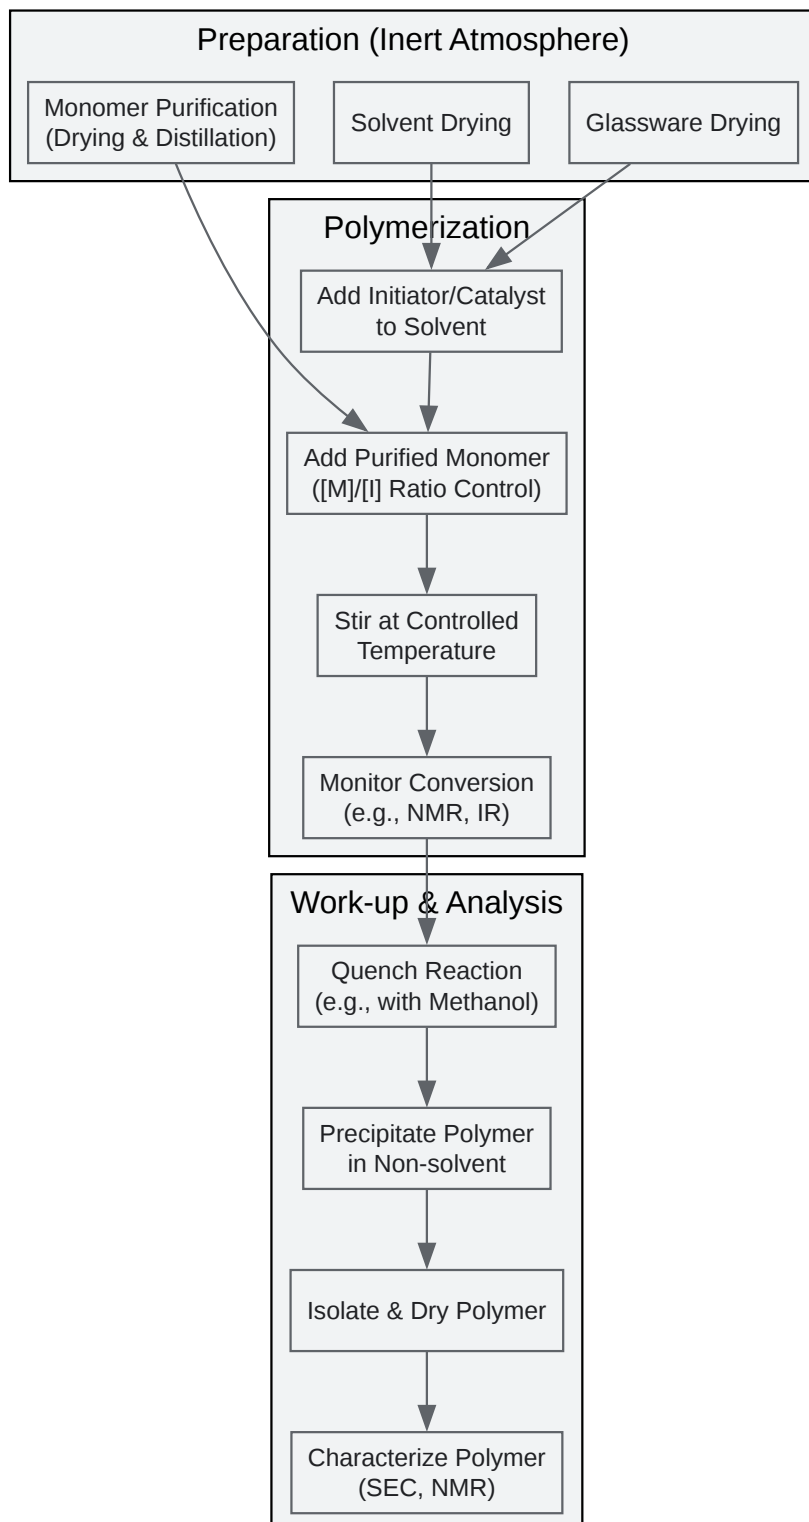 Preparation (Inert Atmosphere)
Monomer Purification
(Drying & Distillation)
Solvent Drying
Glassware Drying
Polymerization
Add Initiator/Catalyst
to Solvent
Add Purified Monomer
([M]/[I] Ratio Control)
Stir at Controlled
Temperature
Monitor Conversion
(e.g., NMR, IR)
Work-up & Analysis
Quench Reaction
(e.g., with Methanol)
Precipitate Polymer
in Non-solvent
Isolate & Dry Polymer
Characterize Polymer
(SEC, NMR)